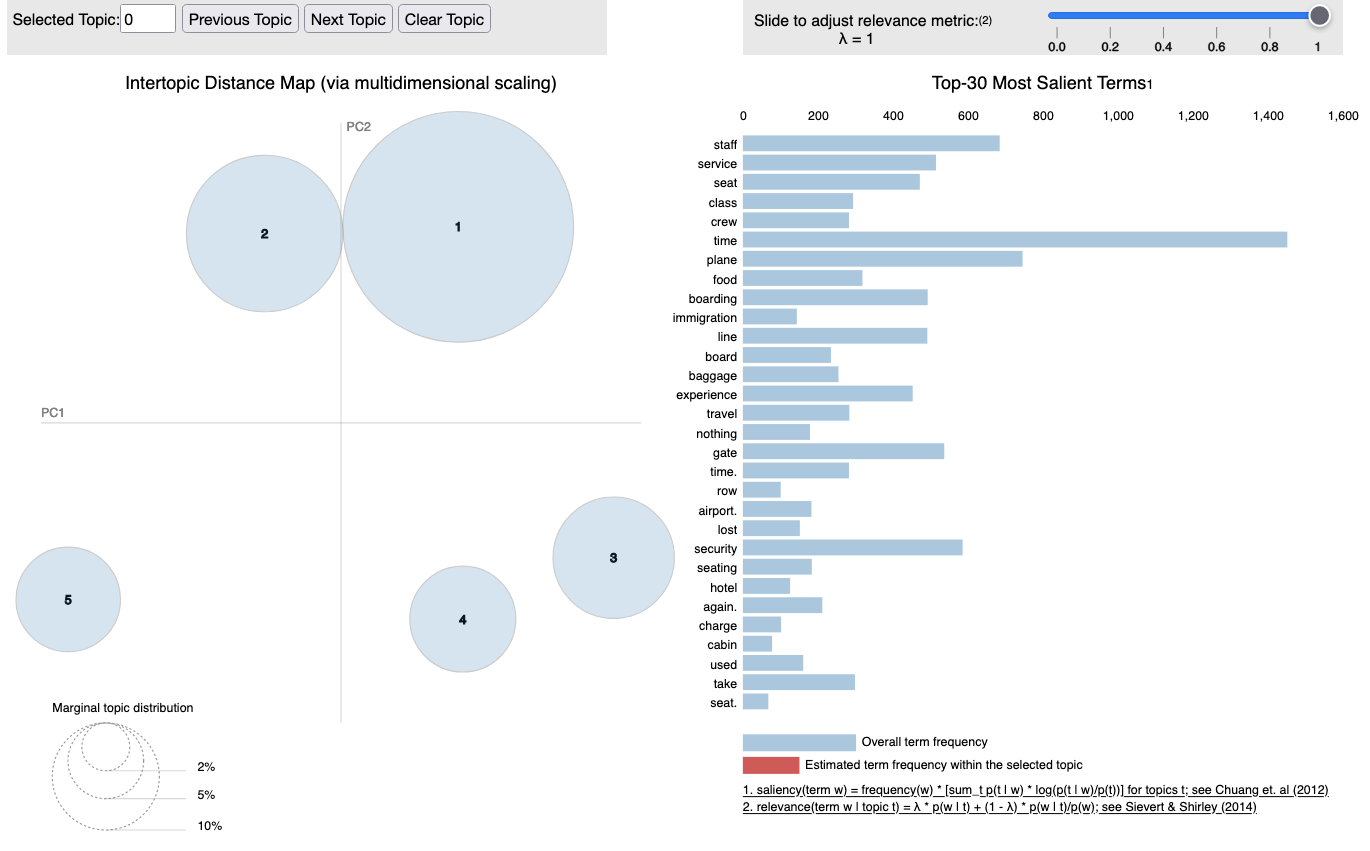 Selected Topic: 0 Previous Topic Next Topic Clear Topic
Slide to adjust relevance metric:(2)
λ = 1
0.0 0.2 0.4 0.6 0.8 1
Intertopic Distance Map (via multidimensional scaling)
PC2
2
1
PC1
3
5
4
Marginal topic distribution
2%
5%
10%
Top-30 Most Salient Terms1
0 200 400 600 800 1,000 1,200 1,400 1,600
staff
service
seat
class
crew
time
plane
food
boarding
immigration
line
board
baggage
experience
travel
nothing
gate
time.
row
airport.
lost
security
seating
hotel
again.
charge
cabin
used
take
seat.
Overall term frequency
Estimated term frequency within the selected topic
1. saliency(term w) = frequency(w) * [sum_t p(t | w) * log(p(t | w)/p(t))] for topics t; see Chuang et. al (2012)
2. relevance(term w | topic t) = λ * p(w | t) + (1 - λ) * p(w | t)/p(w); see Sievert & Shirley (2014)